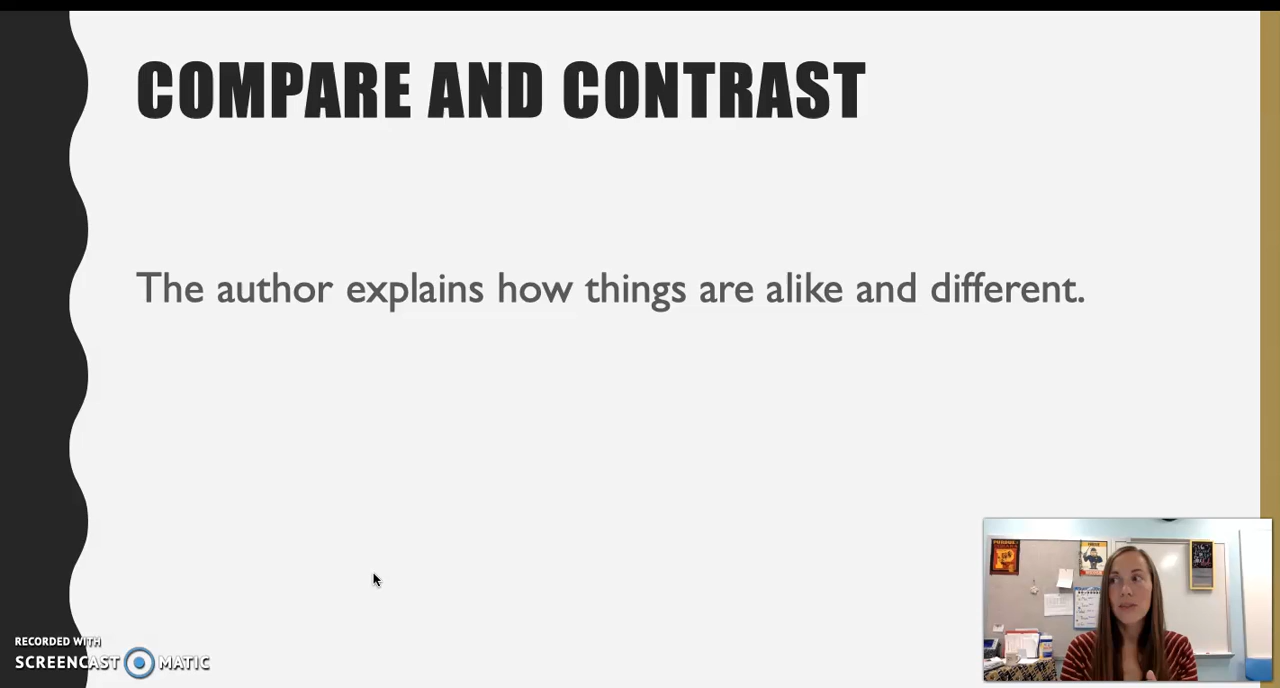 COMPARE AND CONTRAST
The author explains how things are alike and different.
RECORDED WITH
SCREENCAST MATIC